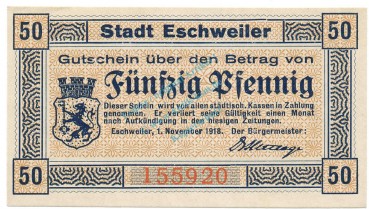 50 Stadt Eschweiler 50
Gutschein über den Betrag von
Fünfzig Pfennig
Dieser Schein wird von allen städtisch. Kassen in Zahlung
genommen. Er verliert seine Gültigkeit einen Monat
nach Aufkündigung in den hiesigen Zeitungen.
Eschweiler, 1. November 1918. Der Bürgermeister:
50 155920 50